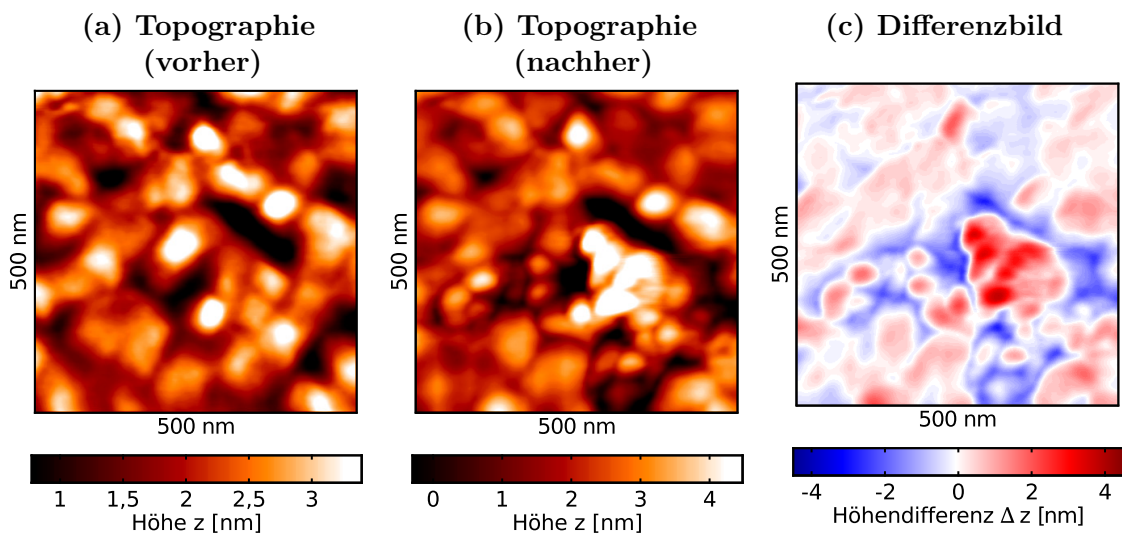 (a) Topographie
(vorher)
500 nm
500 nm
1 1,5 2 2,5 3
Höhe z [nm]
(b) Topographie
(nachher)
500 nm
500 nm
0 1 2 3 4
Höhe z [nm]
(c) Differenzbild
500 nm
500 nm
-4 -2 0 2 4
Höhendifferenz Δ z [nm]